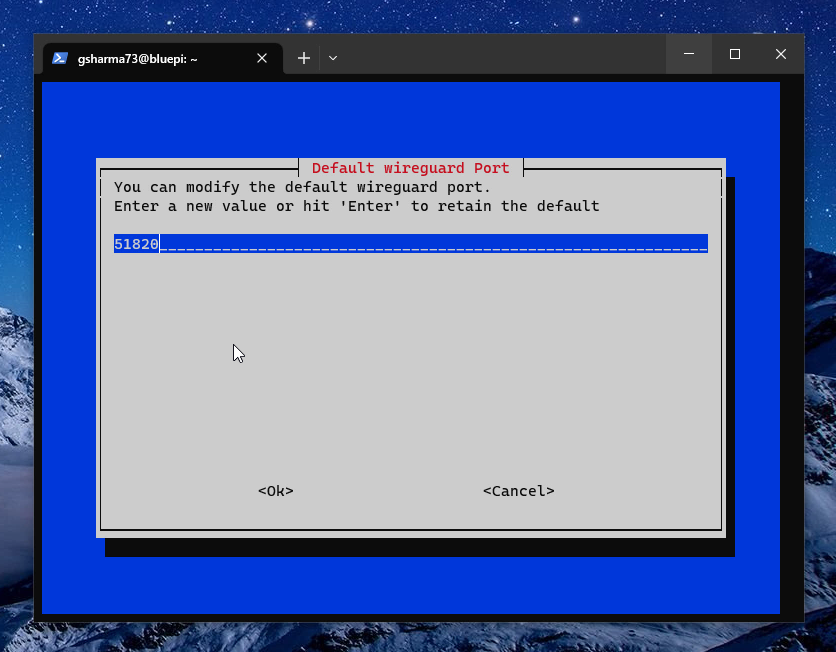 gsharma73@bluepi: ~
Default wireguard Port
You can modify the default wireguard port.
Enter a new value or hit 'Enter' to retain the default
51820
<Ok> <Cancel>